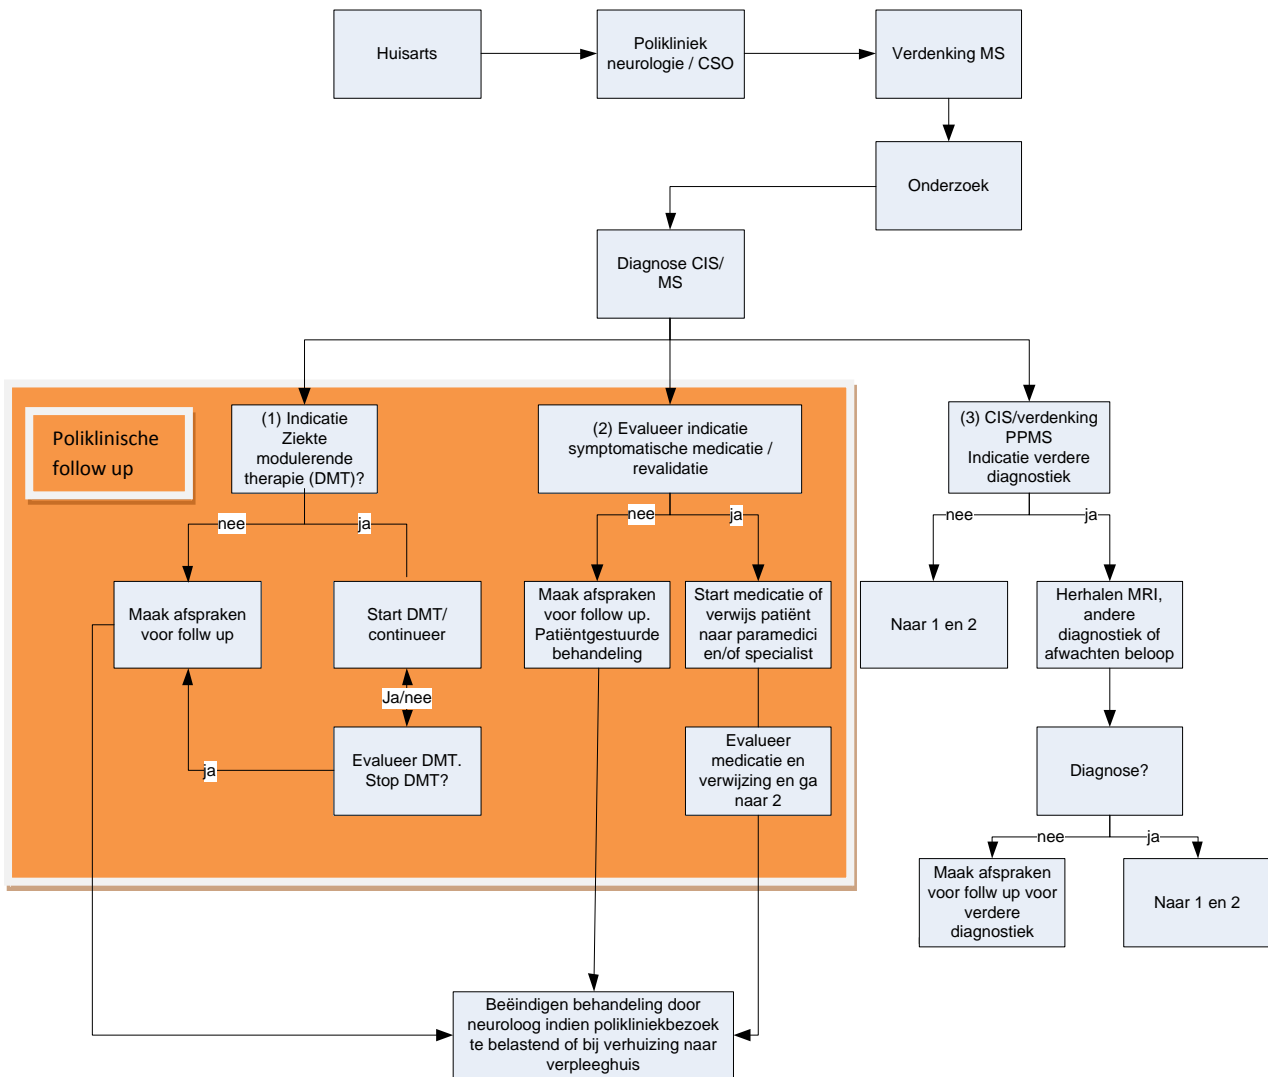 Huisarts
Polikliniek
neurologie / CSO
Verdenking MS
Onderzoek
Diagnose CIS/
MS
Poliklinische
follow up
(1) Indicatie
Ziekte
modulerende
therapie (DMT)?
(2) Evalueer indicatie
symptomatische medicatie /
revalidatie
(3) CIS/verdenking
PPMS
Indicatie verdere
diagnostiek
nee
ja
nee
ja
nee
ja
Maak afspraken
voor follw up
Start DMT/
continueer
Maak afspraken
voor follow up.
Patiëntgestuurde
behandeling
Start medicatie of
verwijs patiënt
naar paramedici
en/of specialist
Naar 1 en 2
Herhalen MRI,
andere
diagnostiek of
afwachten beloop
Ja/nee
ja
Evalueer DMT.
Stop DMT?
Evalueer
medicatie en
verwijzing en ga
naar 2
Diagnose?
nee
ja
Maak afspraken
voor follw up voor
verdere
diagnostiek
Naar 1 en 2
Beëindigen behandeling door
neuroloog indien polikliniekbezoek
te belastend of bij verhuizing naar
verpleeghuis